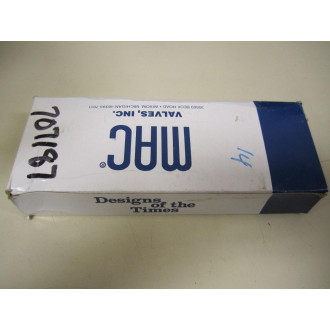 MAC®
VALVES, INC.
707187
14
Designs
of the
Times